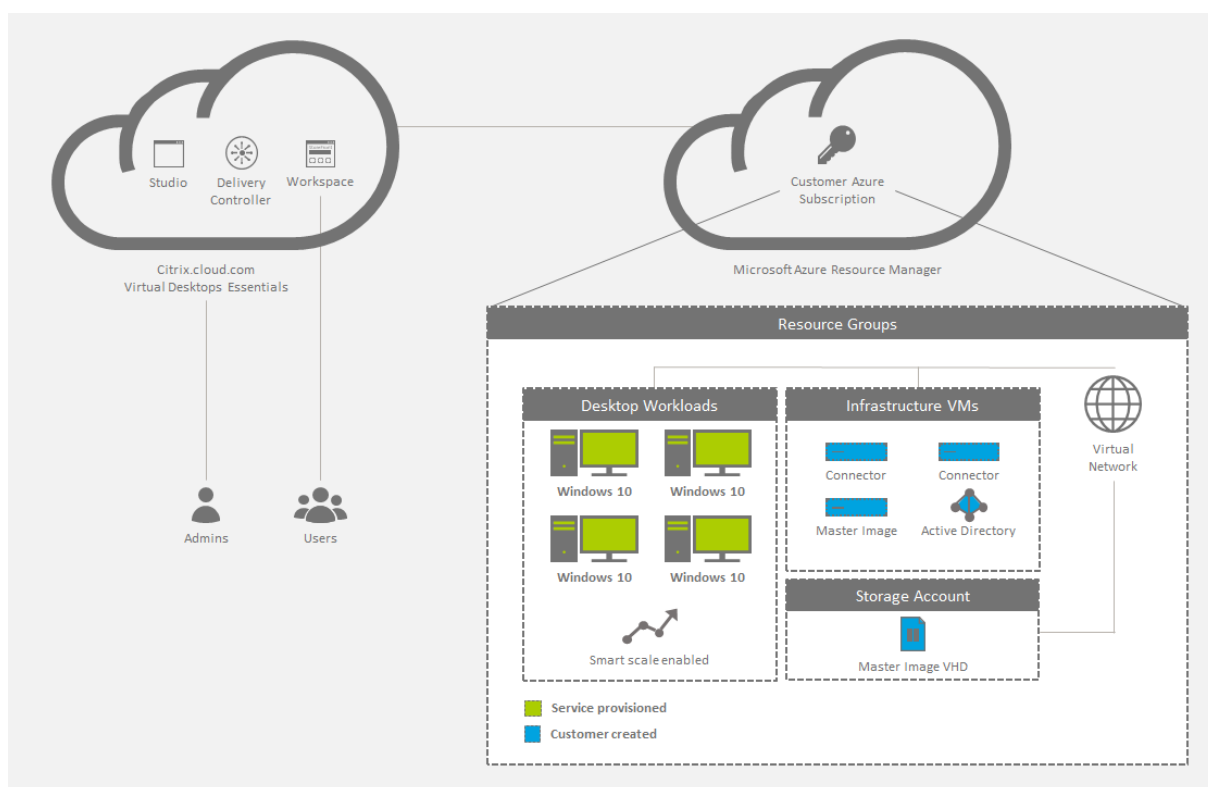 Studio
Delivery
Controller
Workspace
Citrix.cloud.com
Virtual Desktops Essentials
Admins
Users
Customer Azure
Subscription
Microsoft Azure Resource Manager
Resource Groups
Desktop Workloads
Windows 10
Windows 10
Windows 10
Windows 10
Smart scale enabled
Infrastructure VMs
Connector
Connector
Master Image
Active Directory
Virtual
Network
Storage Account
Master Image VHD
Service provisioned
Customer created